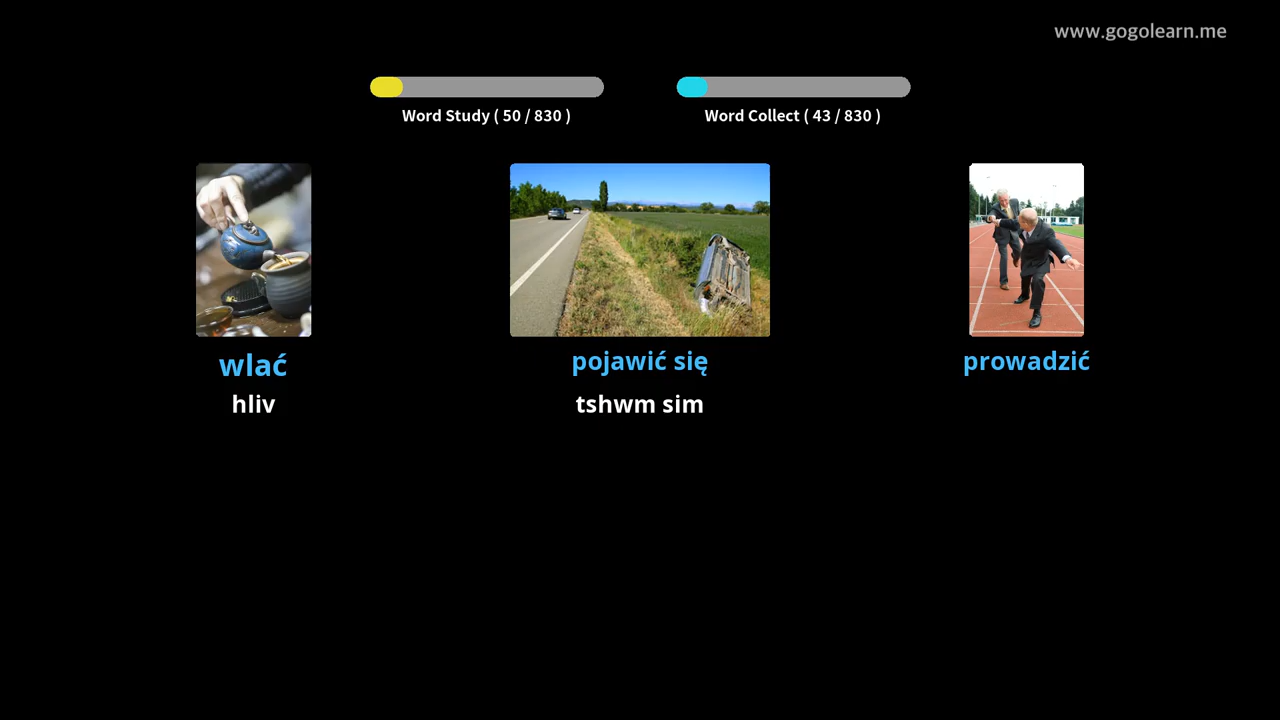 www.gogolearn.me
Word Study ( 50 / 830 )
Word Collect ( 43 / 830 )
wlać
pojawić się
prowadzić
hliv
tshwm sim